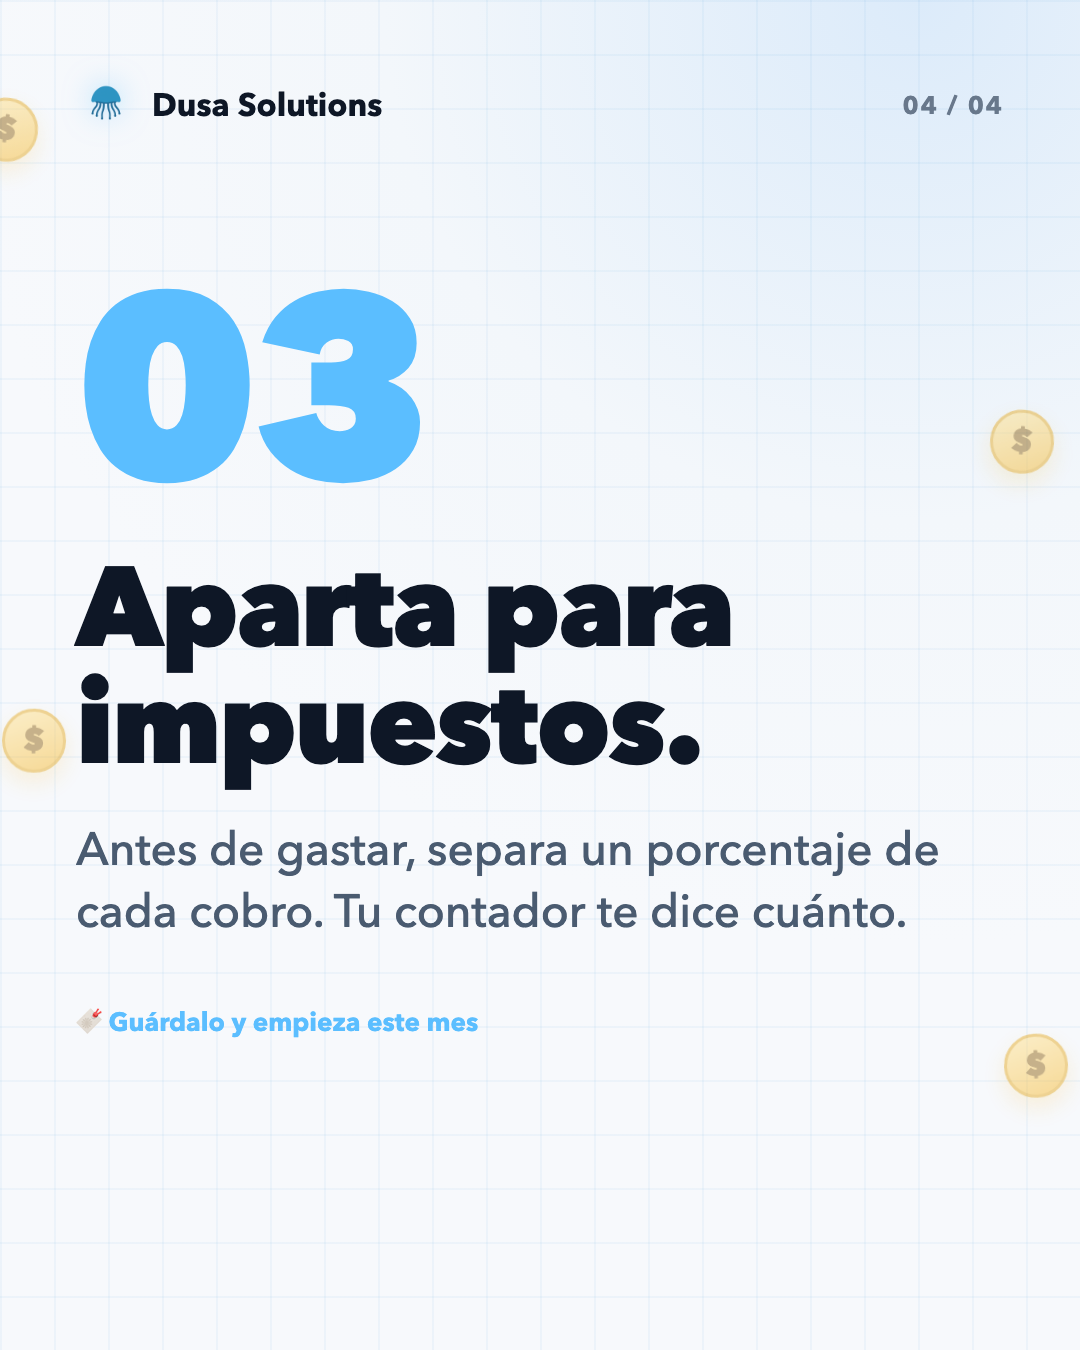 Dusa Solutions
04 / 04
$
03
$
Aparta para
impuestos.
$
Antes de gastar, separa un porcentaje de
cada cobro. Tu contador te dice cuánto.
Guárdalo y empieza este mes
$